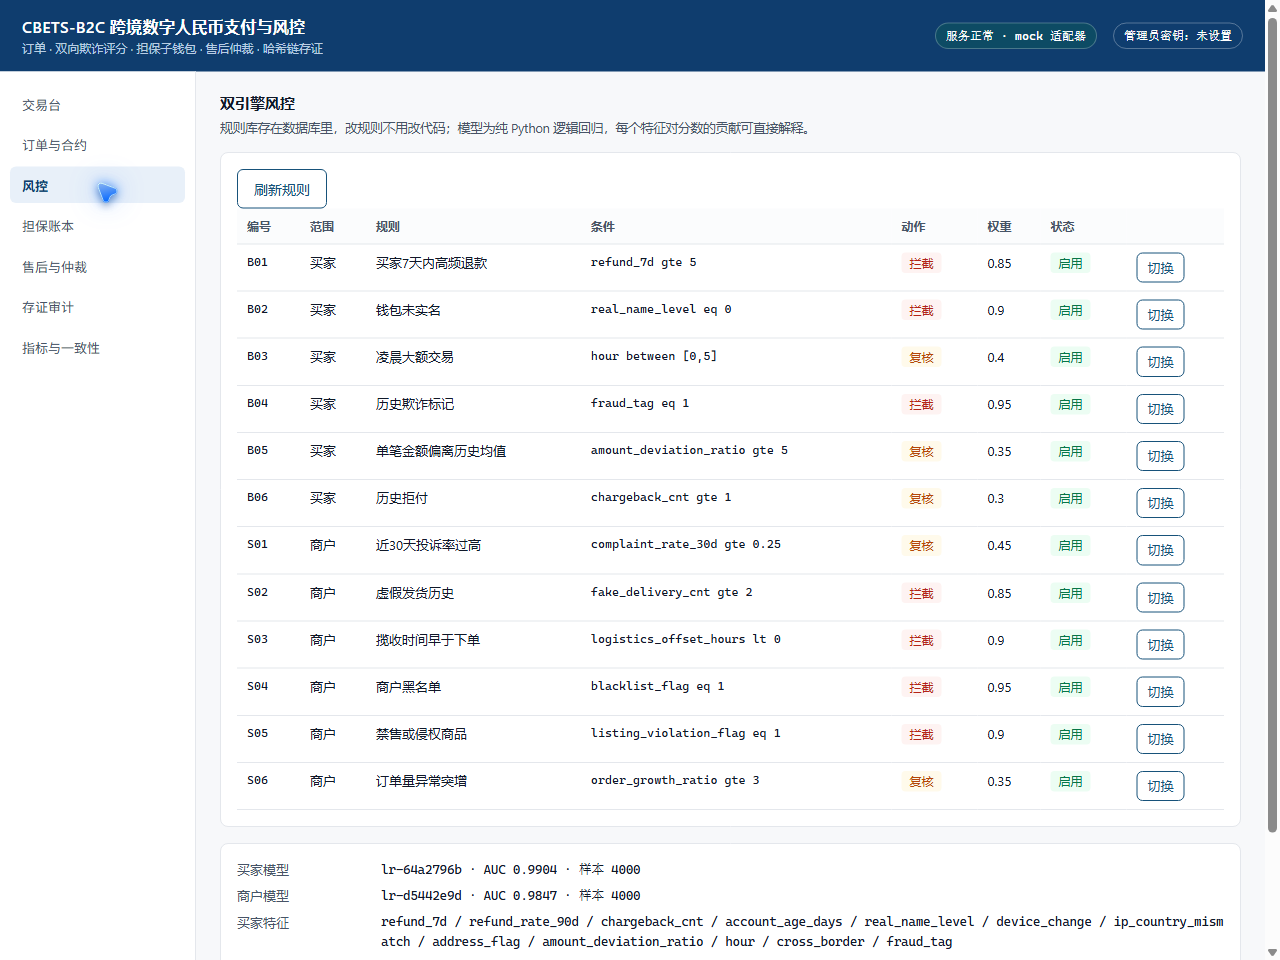 CBETS-B2C 跨境数字人民币支付与风控
订单 · 双向欺诈评分 · 担保子钱包 · 售后仲裁 · 哈希链存证
服务正常 · mock 适配器
管理员密钥: 未设置
交易台
订单与合约
风控
担保账本
售后与仲裁
存证审计
指标与一致性
双引擎风控
规则库存在数据库里，改规则不用改代码；模型为纯 Python 逻辑回归，每个特征对分数的贡献可直接解释。
刷新规则
编号 范围 规则 条件 动作 权重 状态
B01 买家 买家7天内高频退款 refund_7d gte 5 拦截 0.85 启用 切换
B02 买家 钱包未实名 real_name_level eq 0 拦截 0.9 启用 切换
B03 买家 凌晨大额交易 hour between [0,5] 复核 0.4 启用 切换
B04 买家 历史欺诈标记 fraud_tag eq 1 拦截 0.95 启用 切换
B05 买家 单笔金额偏离历史均值 amount_deviation_ratio gte 5 复核 0.35 启用 切换
B06 买家 历史拒付 chargeback_cnt gte 1 复核 0.3 启用 切换
S01 商户 近30天投诉率过高 complaint_rate_30d gte 0.25 复核 0.45 启用 切换
S02 商户 虚假发货历史 fake_delivery_cnt gte 2 拦截 0.85 启用 切换
S03 商户 揽收时间早于下单 logistics_offset_hours lt 0 拦截 0.9 启用 切换
S04 商户 商户黑名单 blacklist_flag eq 1 拦截 0.95 启用 切换
S05 商户 禁售或侵权商品 listing_violation_flag eq 1 拦截 0.9 启用 切换
S06 商户 订单量异常突增 order_growth_ratio gte 3 复核 0.35 启用 切换
买家模型 lr-64a2796b · AUC 0.9904 · 样本 4000
商户模型 lr-d5442e9d · AUC 0.9847 · 样本 4000
买家特征 refund_7d / refund_rate_90d / chargeback_cnt / account_age_days / real_name_level / device_change / ip_country_mism
atch / address_flag / amount_deviation_ratio / hour / cross_border / fraud_tag